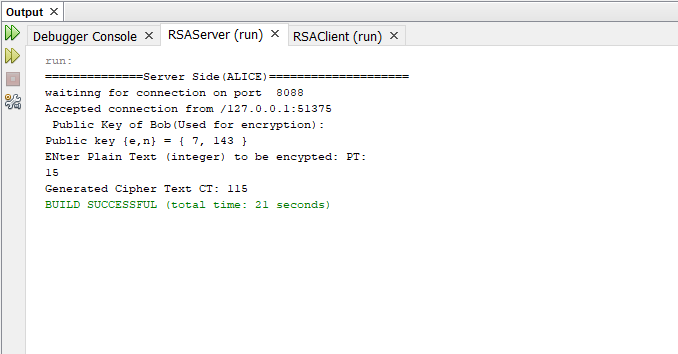 Output ×
Debugger Console × RSAServer (run) × RSAClient (run) ×
run:
==============Server Side(ALICE)====================
waitinng for connection on port  8088
Accepted connection from /127.0.0.1:51375
 Public Key of Bob(Used for encryption):
Public key {e,n} = { 7, 143 }
ENter Plain Text (integer) to be encypted: PT:
15
Generated Cipher Text CT: 115
BUILD SUCCESSFUL (total time: 21 seconds)